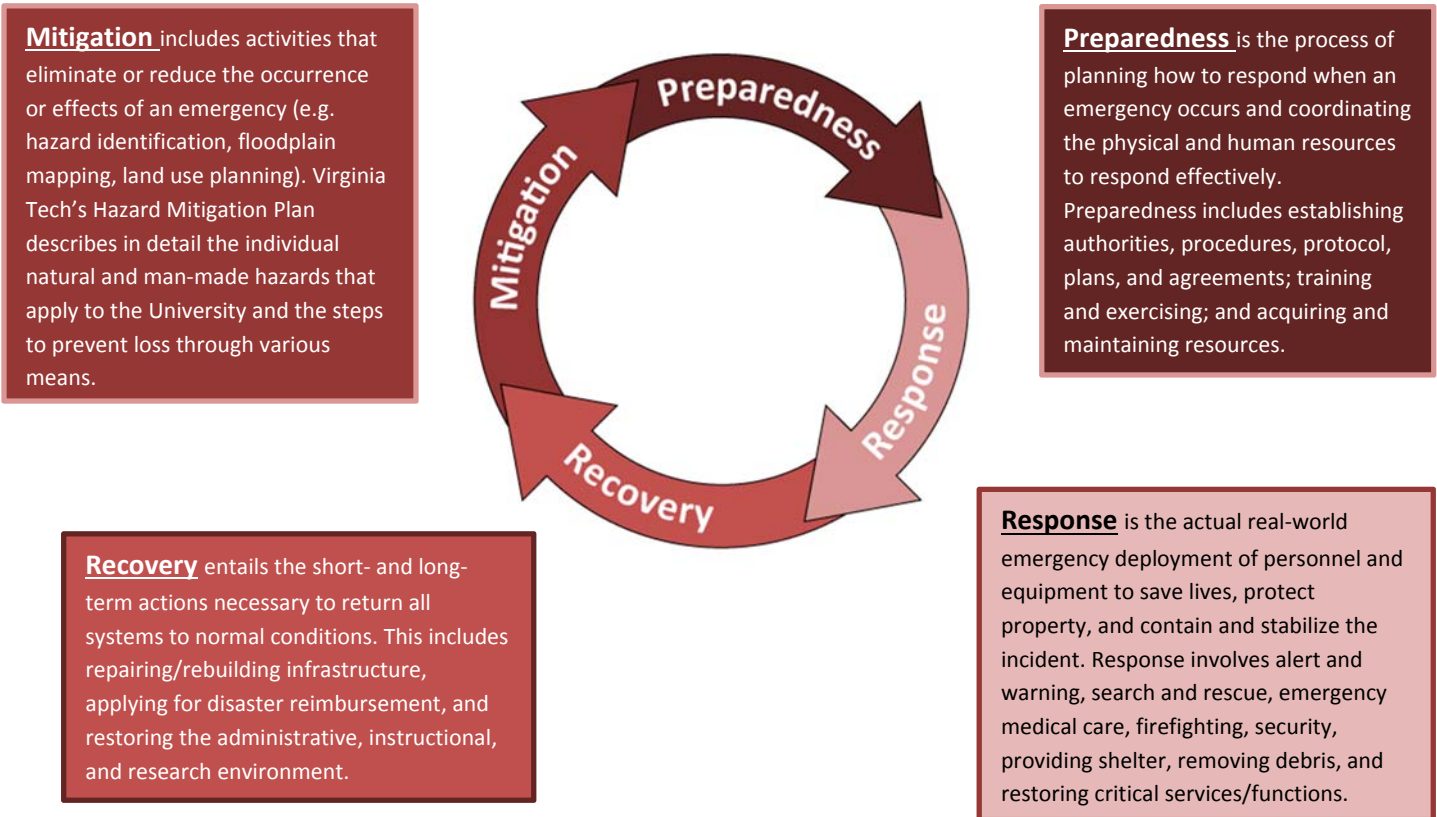 Mitigation includes activities that
eliminate or reduce the occurrence
or effects of an emergency (e.g.
hazard identification, floodplain
mapping, land use planning). Virginia
Tech’s Hazard Mitigation Plan
describes in detail the individual
natural and man-made hazards that
apply to the University and the steps
to prevent loss through various
means.
Preparedness
Mitigation
Response
Recovery
Preparedness is the process of
planning how to respond when an
emergency occurs and coordinating
the physical and human resources
to respond effectively.
Preparedness includes establishing
authorities, procedures, protocol,
plans, and agreements; training
and exercising; and acquiring and
maintaining resources.
Recovery entails the short- and long-
term actions necessary to return all
systems to normal conditions. This includes
repairing/rebuilding infrastructure,
applying for disaster reimbursement, and
restoring the administrative, instructional,
and research environment.
Response is the actual real-world
emergency deployment of personnel and
equipment to save lives, protect
property, and contain and stabilize the
incident. Response involves alert and
warning, search and rescue, emergency
medical care, firefighting, security,
providing shelter, removing debris, and
restoring critical services/functions.